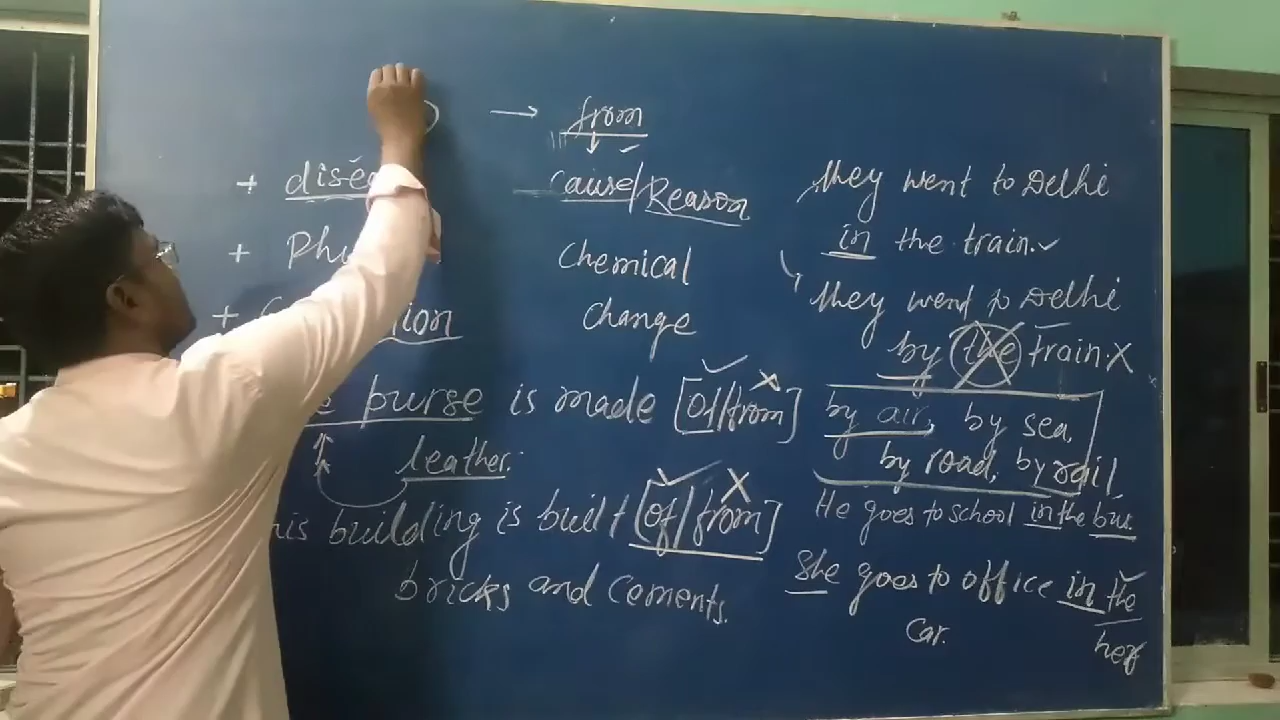 → from
+ disea
cause/Reason
+ Phy
Chemical
+ C tion
change
purse is made [of/from]
leather.
his building is built [of/from]
bricks and cements.
They went to Delhi
in the train.
They went to Delhi
by (the) train. X
by air, by sea,
by road, by rail
He goes to school in the bus
She goes to office in the
car.
her